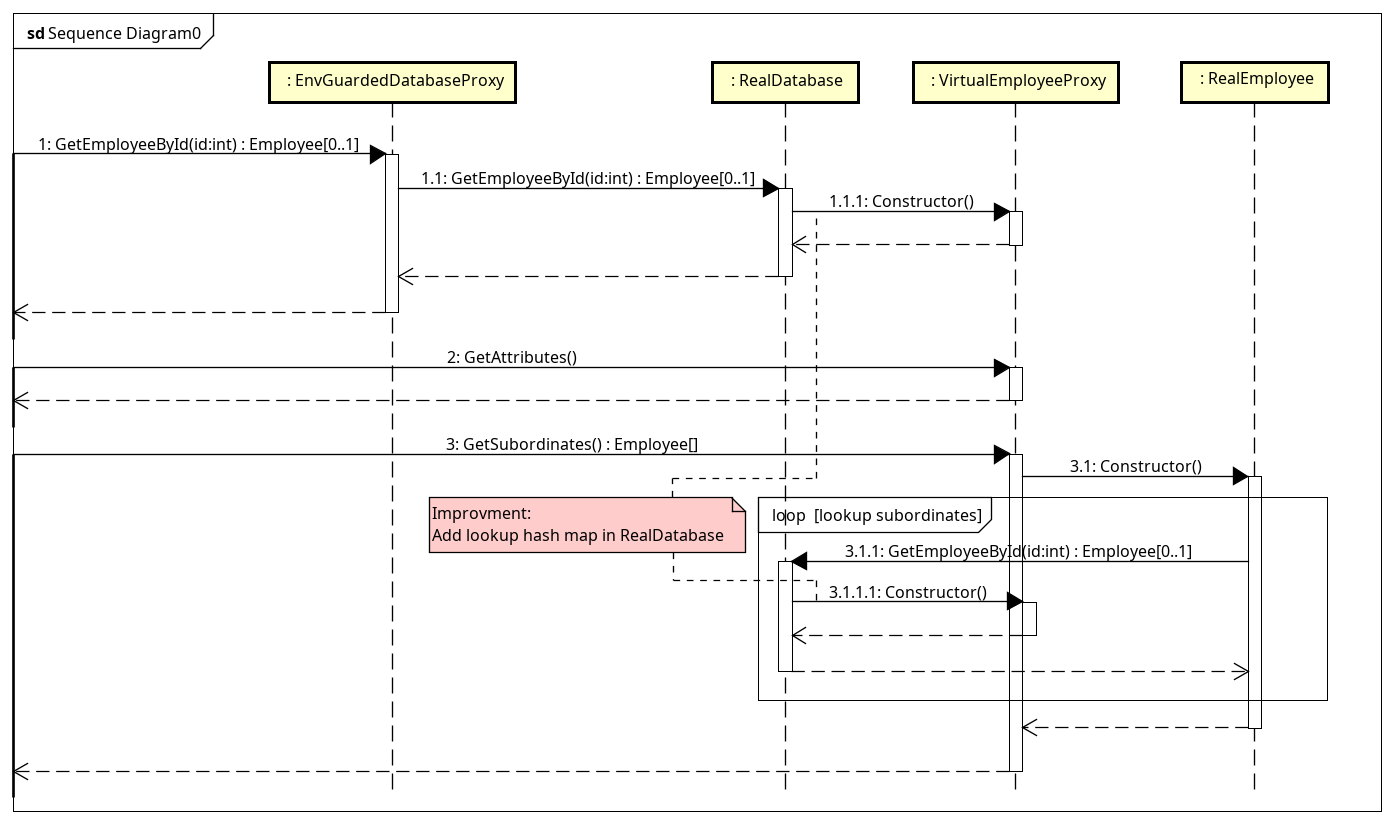 sd Sequence Diagram0
: EnvGuardedDatabaseProxy
: RealDatabase
: VirtualEmployeeProxy
: RealEmployee
1: GetEmployeeById(id:int) : Employee[0..1]
1.1: GetEmployeeById(id:int) : Employee[0..1]
1.1.1: Constructor()
2: GetAttributes()
3: GetSubordinates() : Employee[]
3.1: Constructor()
Improvment:
Add lookup hash map in RealDatabase
loop [lookup subordinates]
3.1.1: GetEmployeeById(id:int) : Employee[0..1]
3.1.1.1: Constructor()